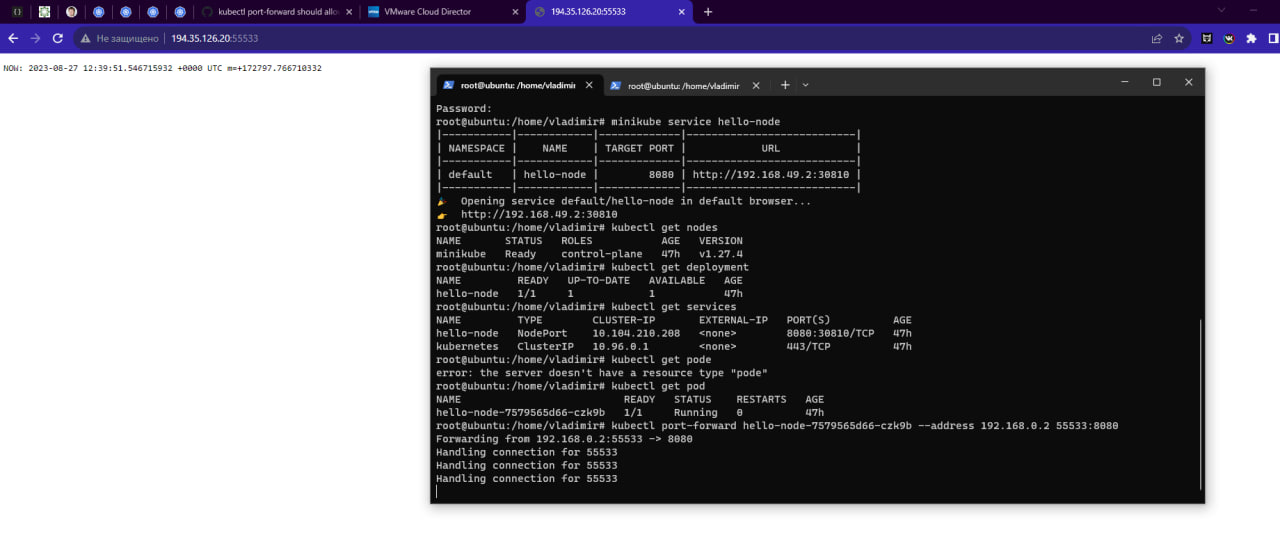 kubectl port-forward should allo
VMware Cloud Director
194.35.126.20:55533
Не защищено | 194.35.126.20:55533
NOW: 2023-08-27 12:39:51.546715932 +0000 UTC m=+172797.766710332
root@ubuntu: /home/vladimir
root@ubuntu: /home/vladimir
Password:
root@ubuntu:/home/vladimir# minikube service hello-node
|-----------|------------|-------------|---------------------------|
| NAMESPACE |    NAME    | TARGET PORT |            URL            |
|-----------|------------|-------------|---------------------------|
| default   | hello-node |        8080 | http://192.168.49.2:30810 |
|-----------|------------|-------------|---------------------------|
🎉  Opening service default/hello-node in default browser...
👉  http://192.168.49.2:30810
root@ubuntu:/home/vladimir# kubectl get nodes
NAME       STATUS   ROLES           AGE   VERSION
minikube   Ready    control-plane   47h   v1.27.4
root@ubuntu:/home/vladimir# kubectl get deployment
NAME         READY   UP-TO-DATE   AVAILABLE   AGE
hello-node   1/1     1            1           47h
root@ubuntu:/home/vladimir# kubectl get services
NAME         TYPE        CLUSTER-IP       EXTERNAL-IP   PORT(S)          AGE
hello-node   NodePort    10.104.210.208   <none>        8080:30810/TCP   47h
kubernetes   ClusterIP   10.96.0.1        <none>        443/TCP          47h
root@ubuntu:/home/vladimir# kubectl get pode
error: the server doesn't have a resource type "pode"
root@ubuntu:/home/vladimir# kubectl get pod
NAME                          READY   STATUS    RESTARTS   AGE
hello-node-7579565d66-czk9b   1/1     Running   0          47h
root@ubuntu:/home/vladimir# kubectl port-forward hello-node-7579565d66-czk9b --address 192.168.0.2 55533:8080
Forwarding from 192.168.0.2:55533 -> 8080
Handling connection for 55533
Handling connection for 55533
Handling connection for 55533